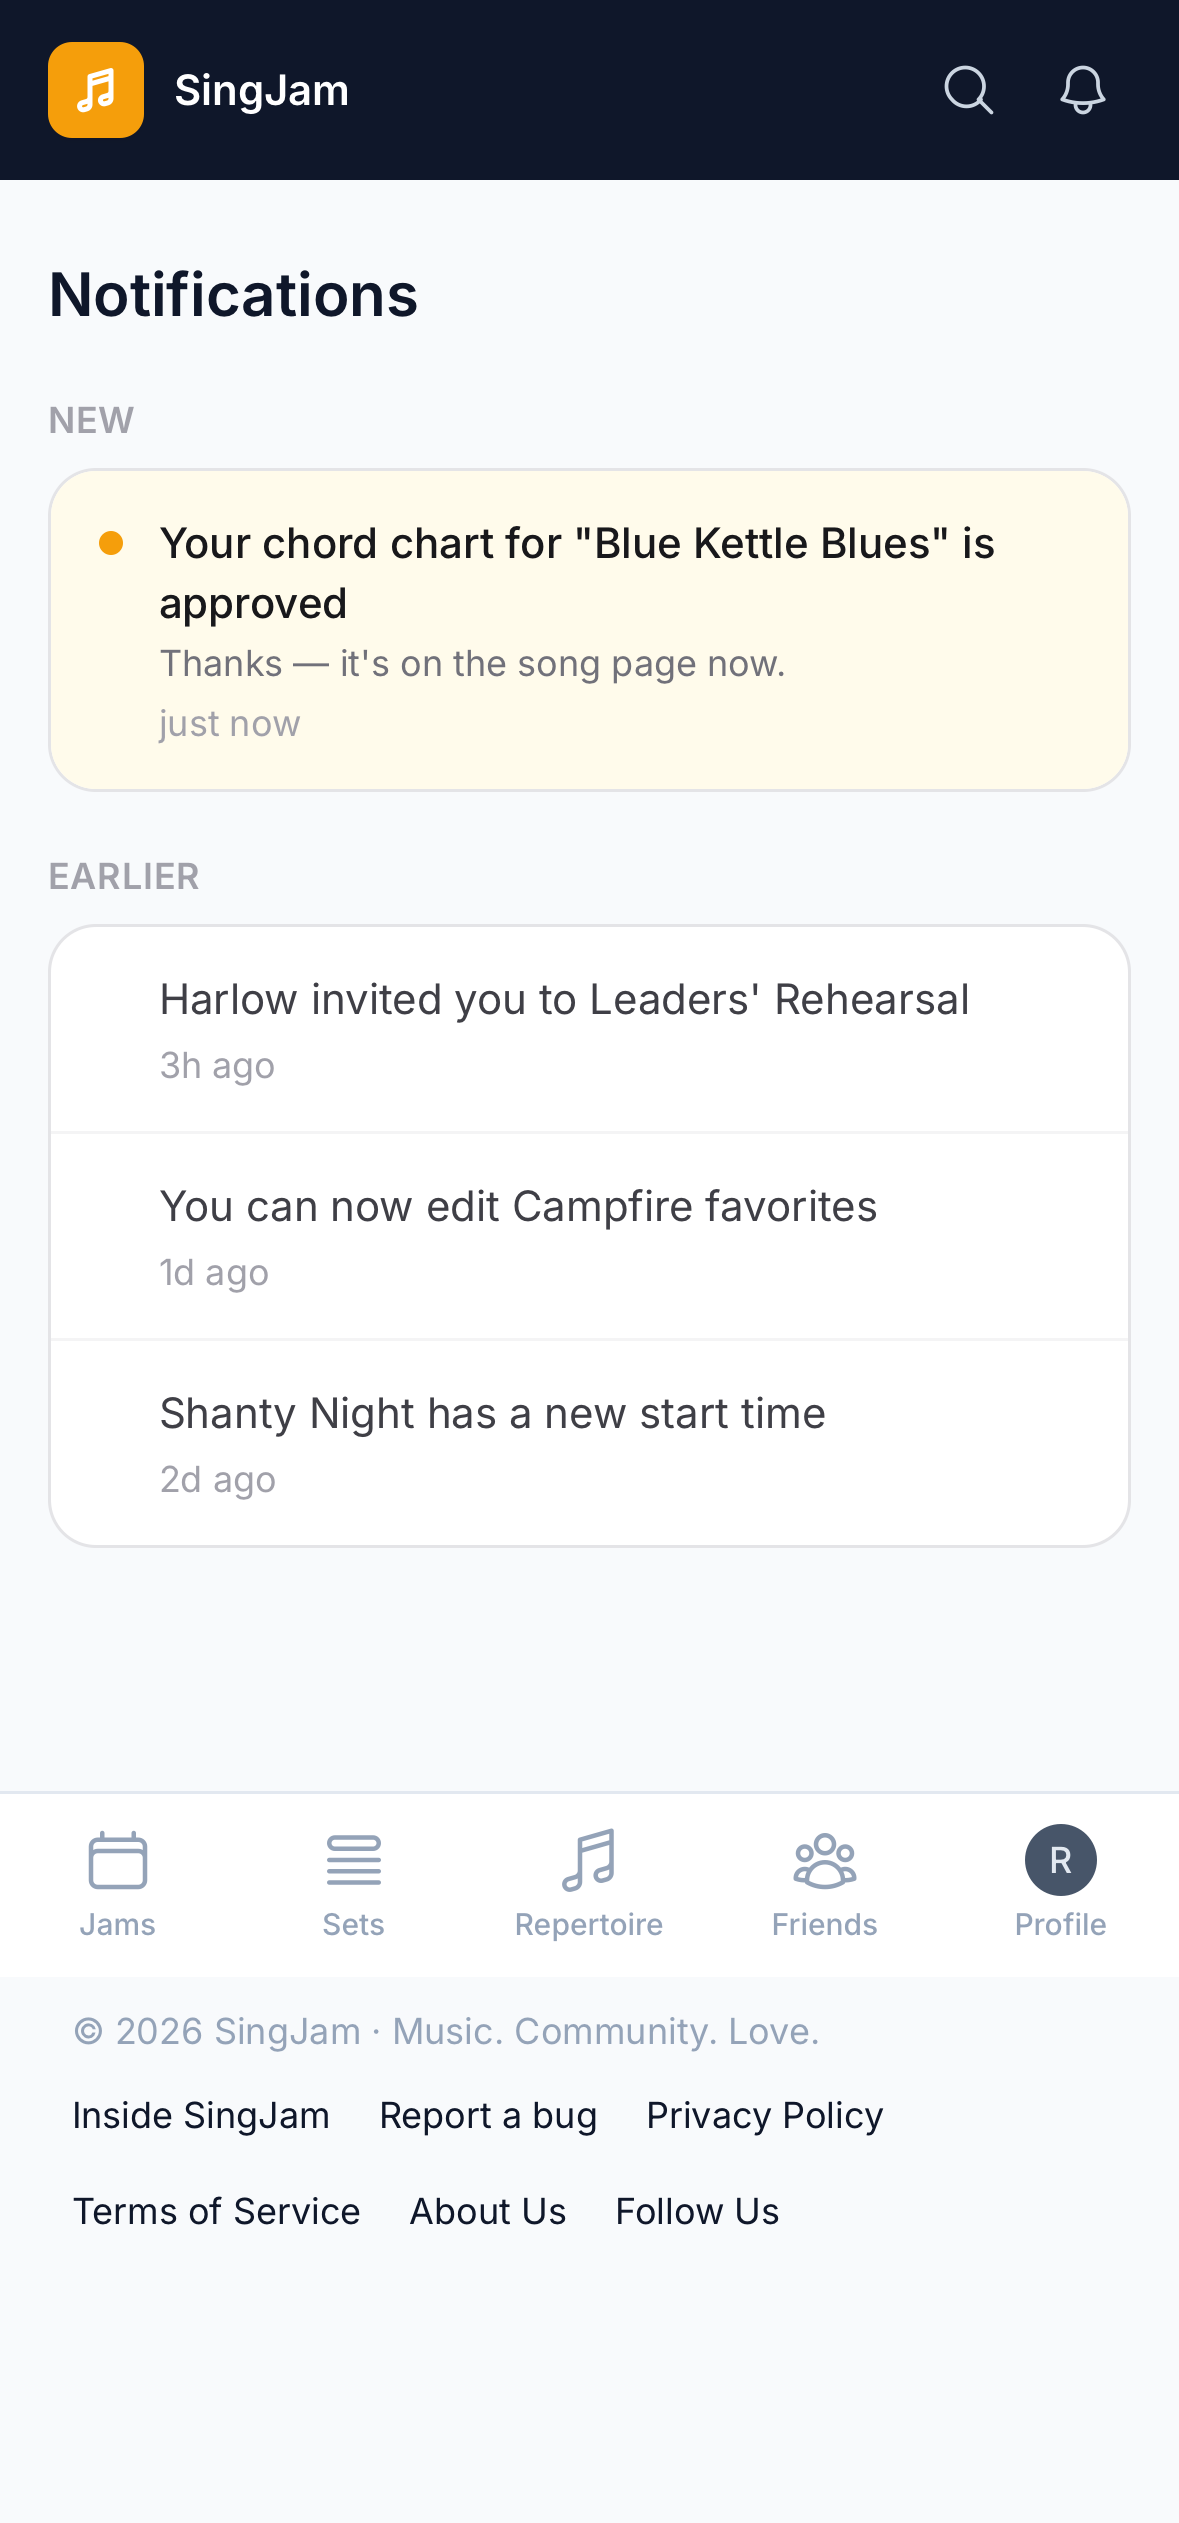 SingJam
Notifications
NEW
Your chord chart for "Blue Kettle Blues" is
approved
Thanks — it's on the song page now.
just now
EARLIER
Harlow invited you to Leaders' Rehearsal
3h ago
You can now edit Campfire favorites
1d ago
Shanty Night has a new start time
2d ago
Jams Sets Repertoire Friends R Profile
© 2026 SingJam · Music. Community. Love.
Inside SingJam Report a bug Privacy Policy
Terms of Service About Us Follow Us